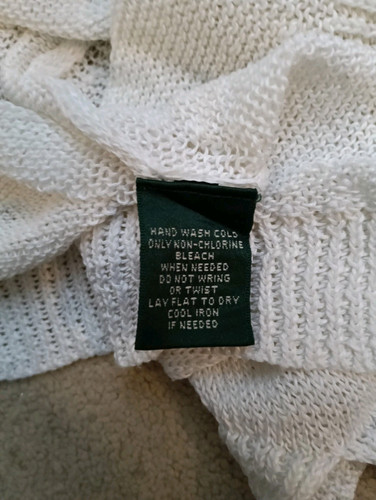 HAND WASH COLD
ONLY NON-CHLORINE
BLEACH
WHEN NEEDED
DO NOT WRING
OR TWIST
LAY FLAT TO DRY
COOL IRON
IF NEEDED